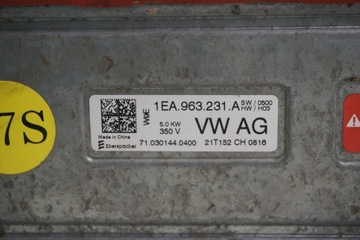 7S
1EA.963.231.A
SW / 0500
HW / H03
W9E
5.0 KW
350 V
VW AG
Made in China
Eberspächer
71.030144.0400
21T152 CH 0816